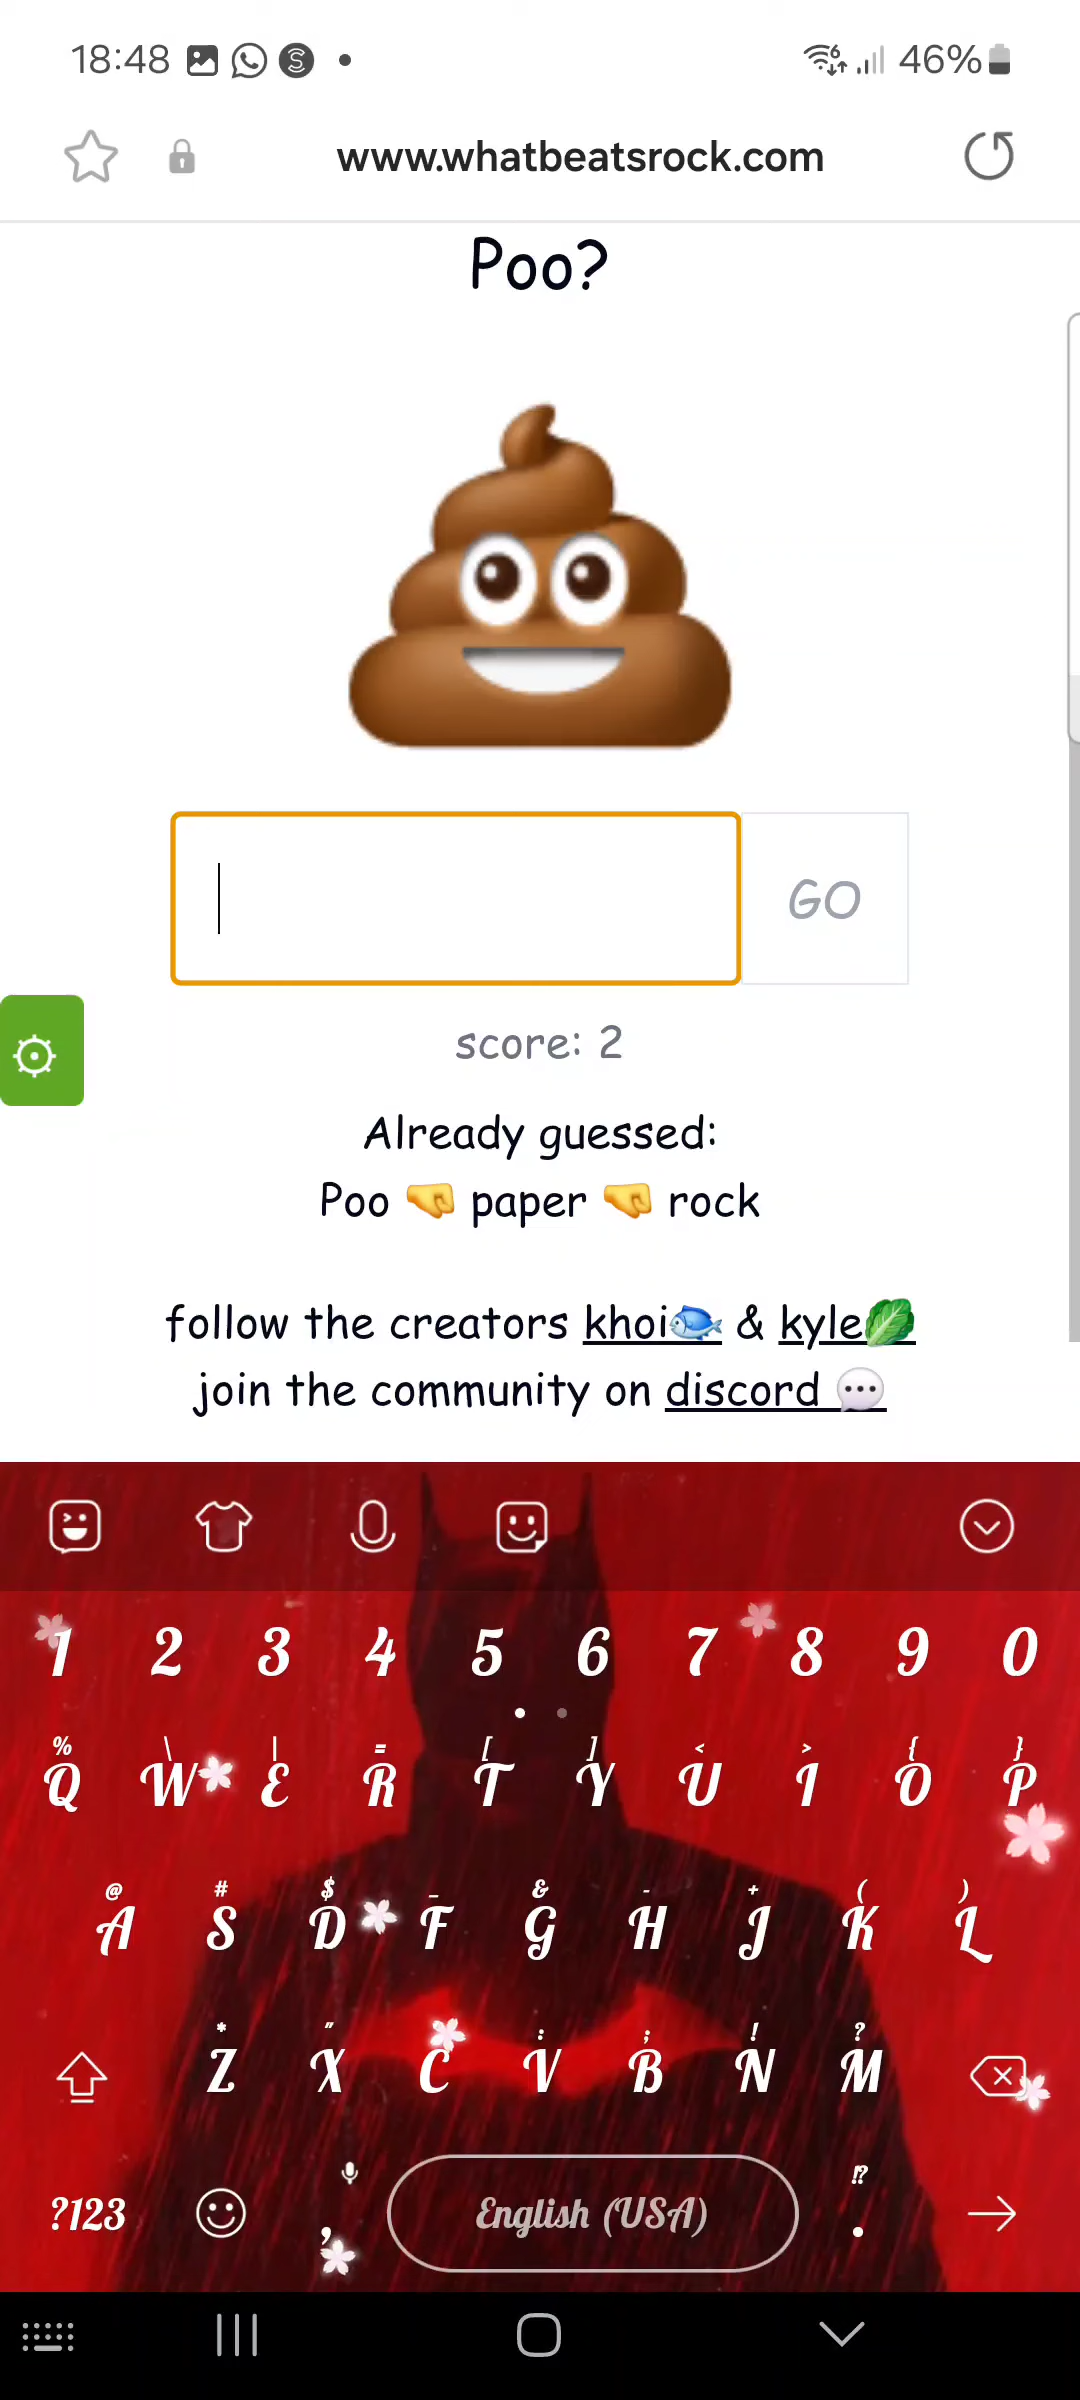 18:48 46%
www.whatbeatsrock.com
Poo?
GO
score: 2
Already guessed:
Poo 🤜 paper 🤜 rock
follow the creators khoi🐟 & kyle🥬
join the community on discord 💬
1 2 3 4 5 6 7 8 9 0
% \ | = [ ] < > { }
Q W E R T Y U I O P
@ # $ _ & - + ( )
A S D F G H J K L
* " : ; ! ?
Z X C V B N M
!?
?123 , English (USA) .